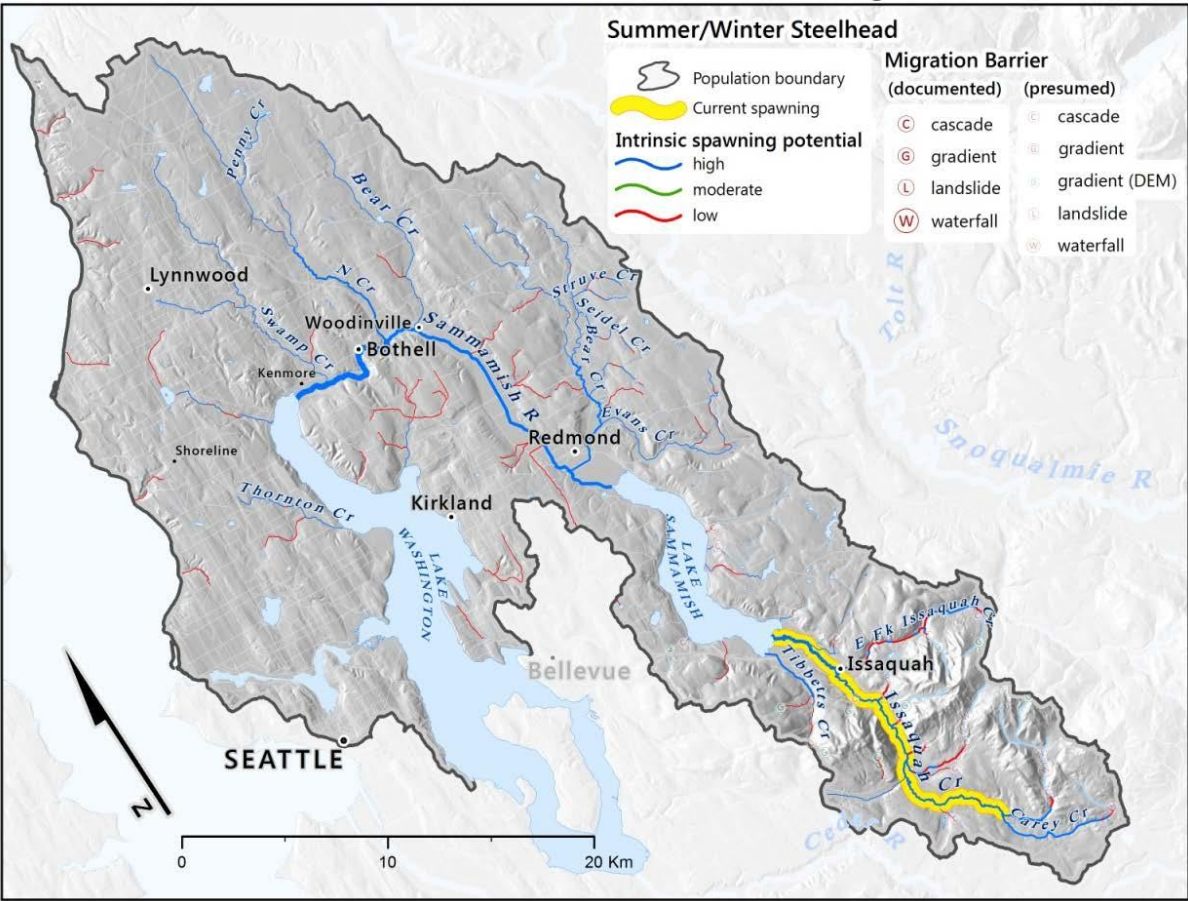 Summer/Winter Steelhead
Population boundary
Current spawning
Intrinsic spawning potential
high
moderate
low
Migration Barrier
(documented)
C cascade
G gradient
L landslide
W waterfall
(presumed)
C cascade
G gradient
gradient (DEM)
L landslide
W waterfall
Penny Cr
Bear Cr
Lynnwood
N Cr
Struve Cr
Seidel Cr
Bear Cr
Tolt R
Woodinville
Sammamish R
Swamp Cr
Bothell
Kenmore
Evans Cr
Redmond
Snoqualmie R
Shoreline
Thornton Cr
Kirkland
LAKE
WASHINGTON
LAKE
SAMMAMISH
E Fk Issaquah Cr
Bellevue
Tibbetts Cr
Issaquah
Issaquah Cr
SEATTLE
Carey Cr
Cedar R
N
0 10 20 Km